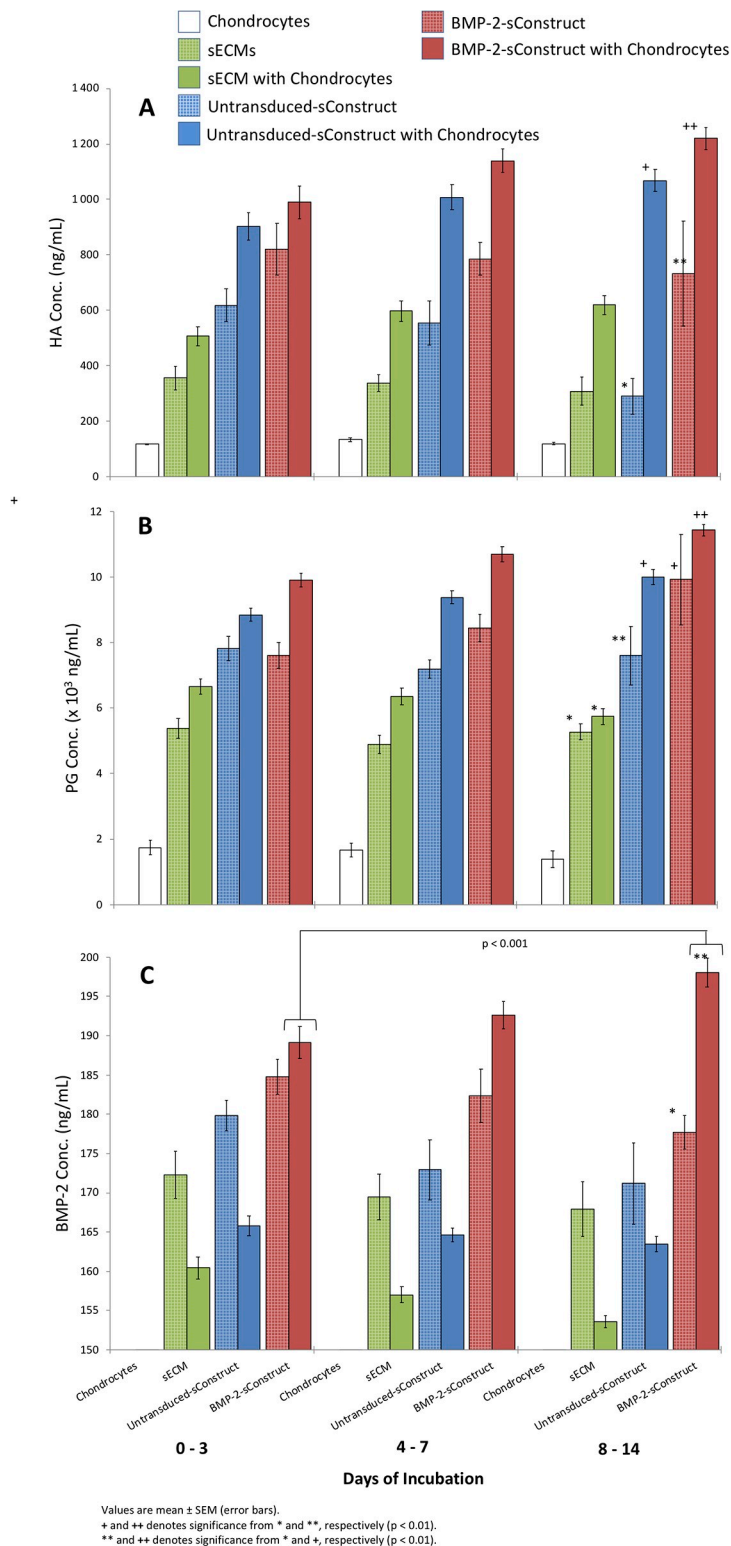 Chondrocytes
sECMs
sECM with Chondrocytes
Untransduced-sConstruct
Untransduced-sConstruct with Chondrocytes
BMP-2-sConstruct
BMP-2-sConstruct with Chondrocytes
A
HA Conc. (ng/mL)
1 400
1 200
1 000
800
600
400
200
0
*
+
**
++
+
B
PG Conc. (x 10³ ng/mL)
12
10
8
6
4
2
0
*
*
**
+
+
++
C
BMP-2 Conc. (ng/mL)
200
195
190
185
180
175
170
165
160
155
150
p < 0.001
*
**
Chondrocytes
sECM
Untransduced-sConstruct
BMP-2-sConstruct
Chondrocytes
sECM
Untransduced-sConstruct
BMP-2-sConstruct
Chondrocytes
sECM
Untransduced-sConstruct
BMP-2-sConstruct
0 - 3
4 - 7
8 - 14
Days of Incubation
Values are mean ± SEM (error bars).
+ and ++ denotes significance from * and **, respectively (p < 0.01).
** and ++ denotes significance from * and +, respectively (p < 0.01).